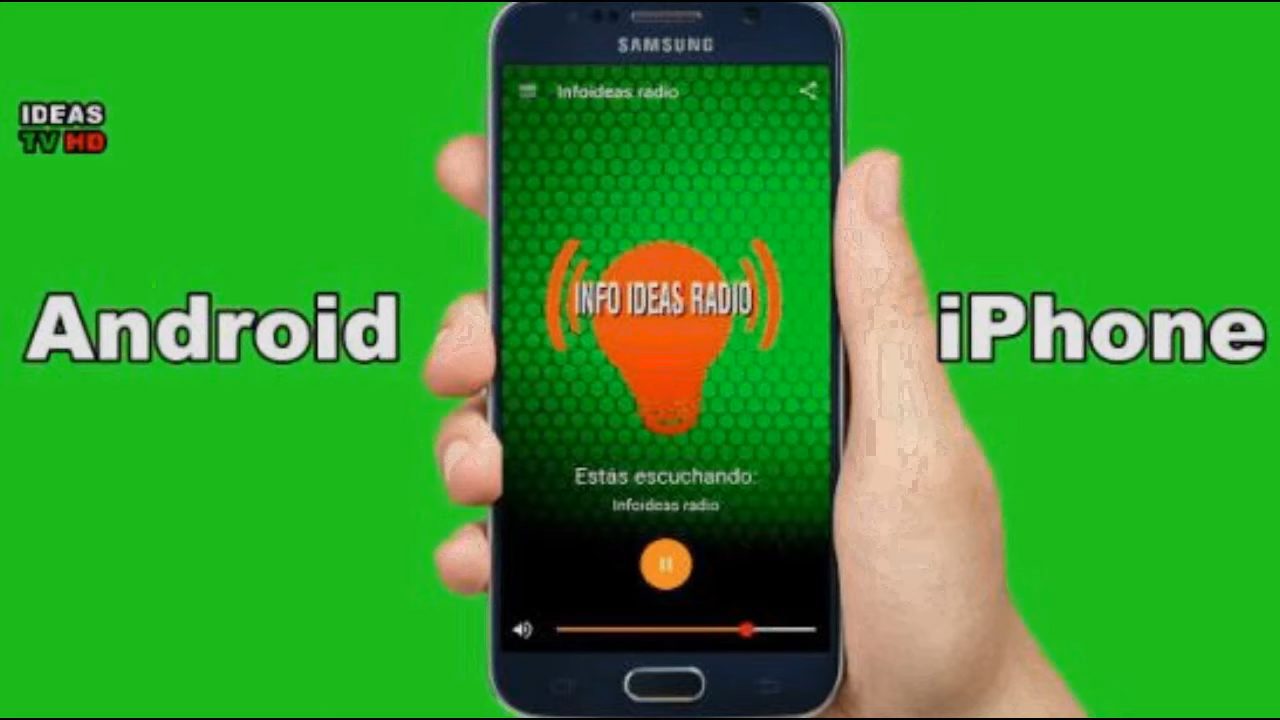 SAMSUNG
Infoideas radio
IDEAS
TV HD
Android
iPhone
INFO IDEAS RADIO
Estás escuchando:
Infoideas radio